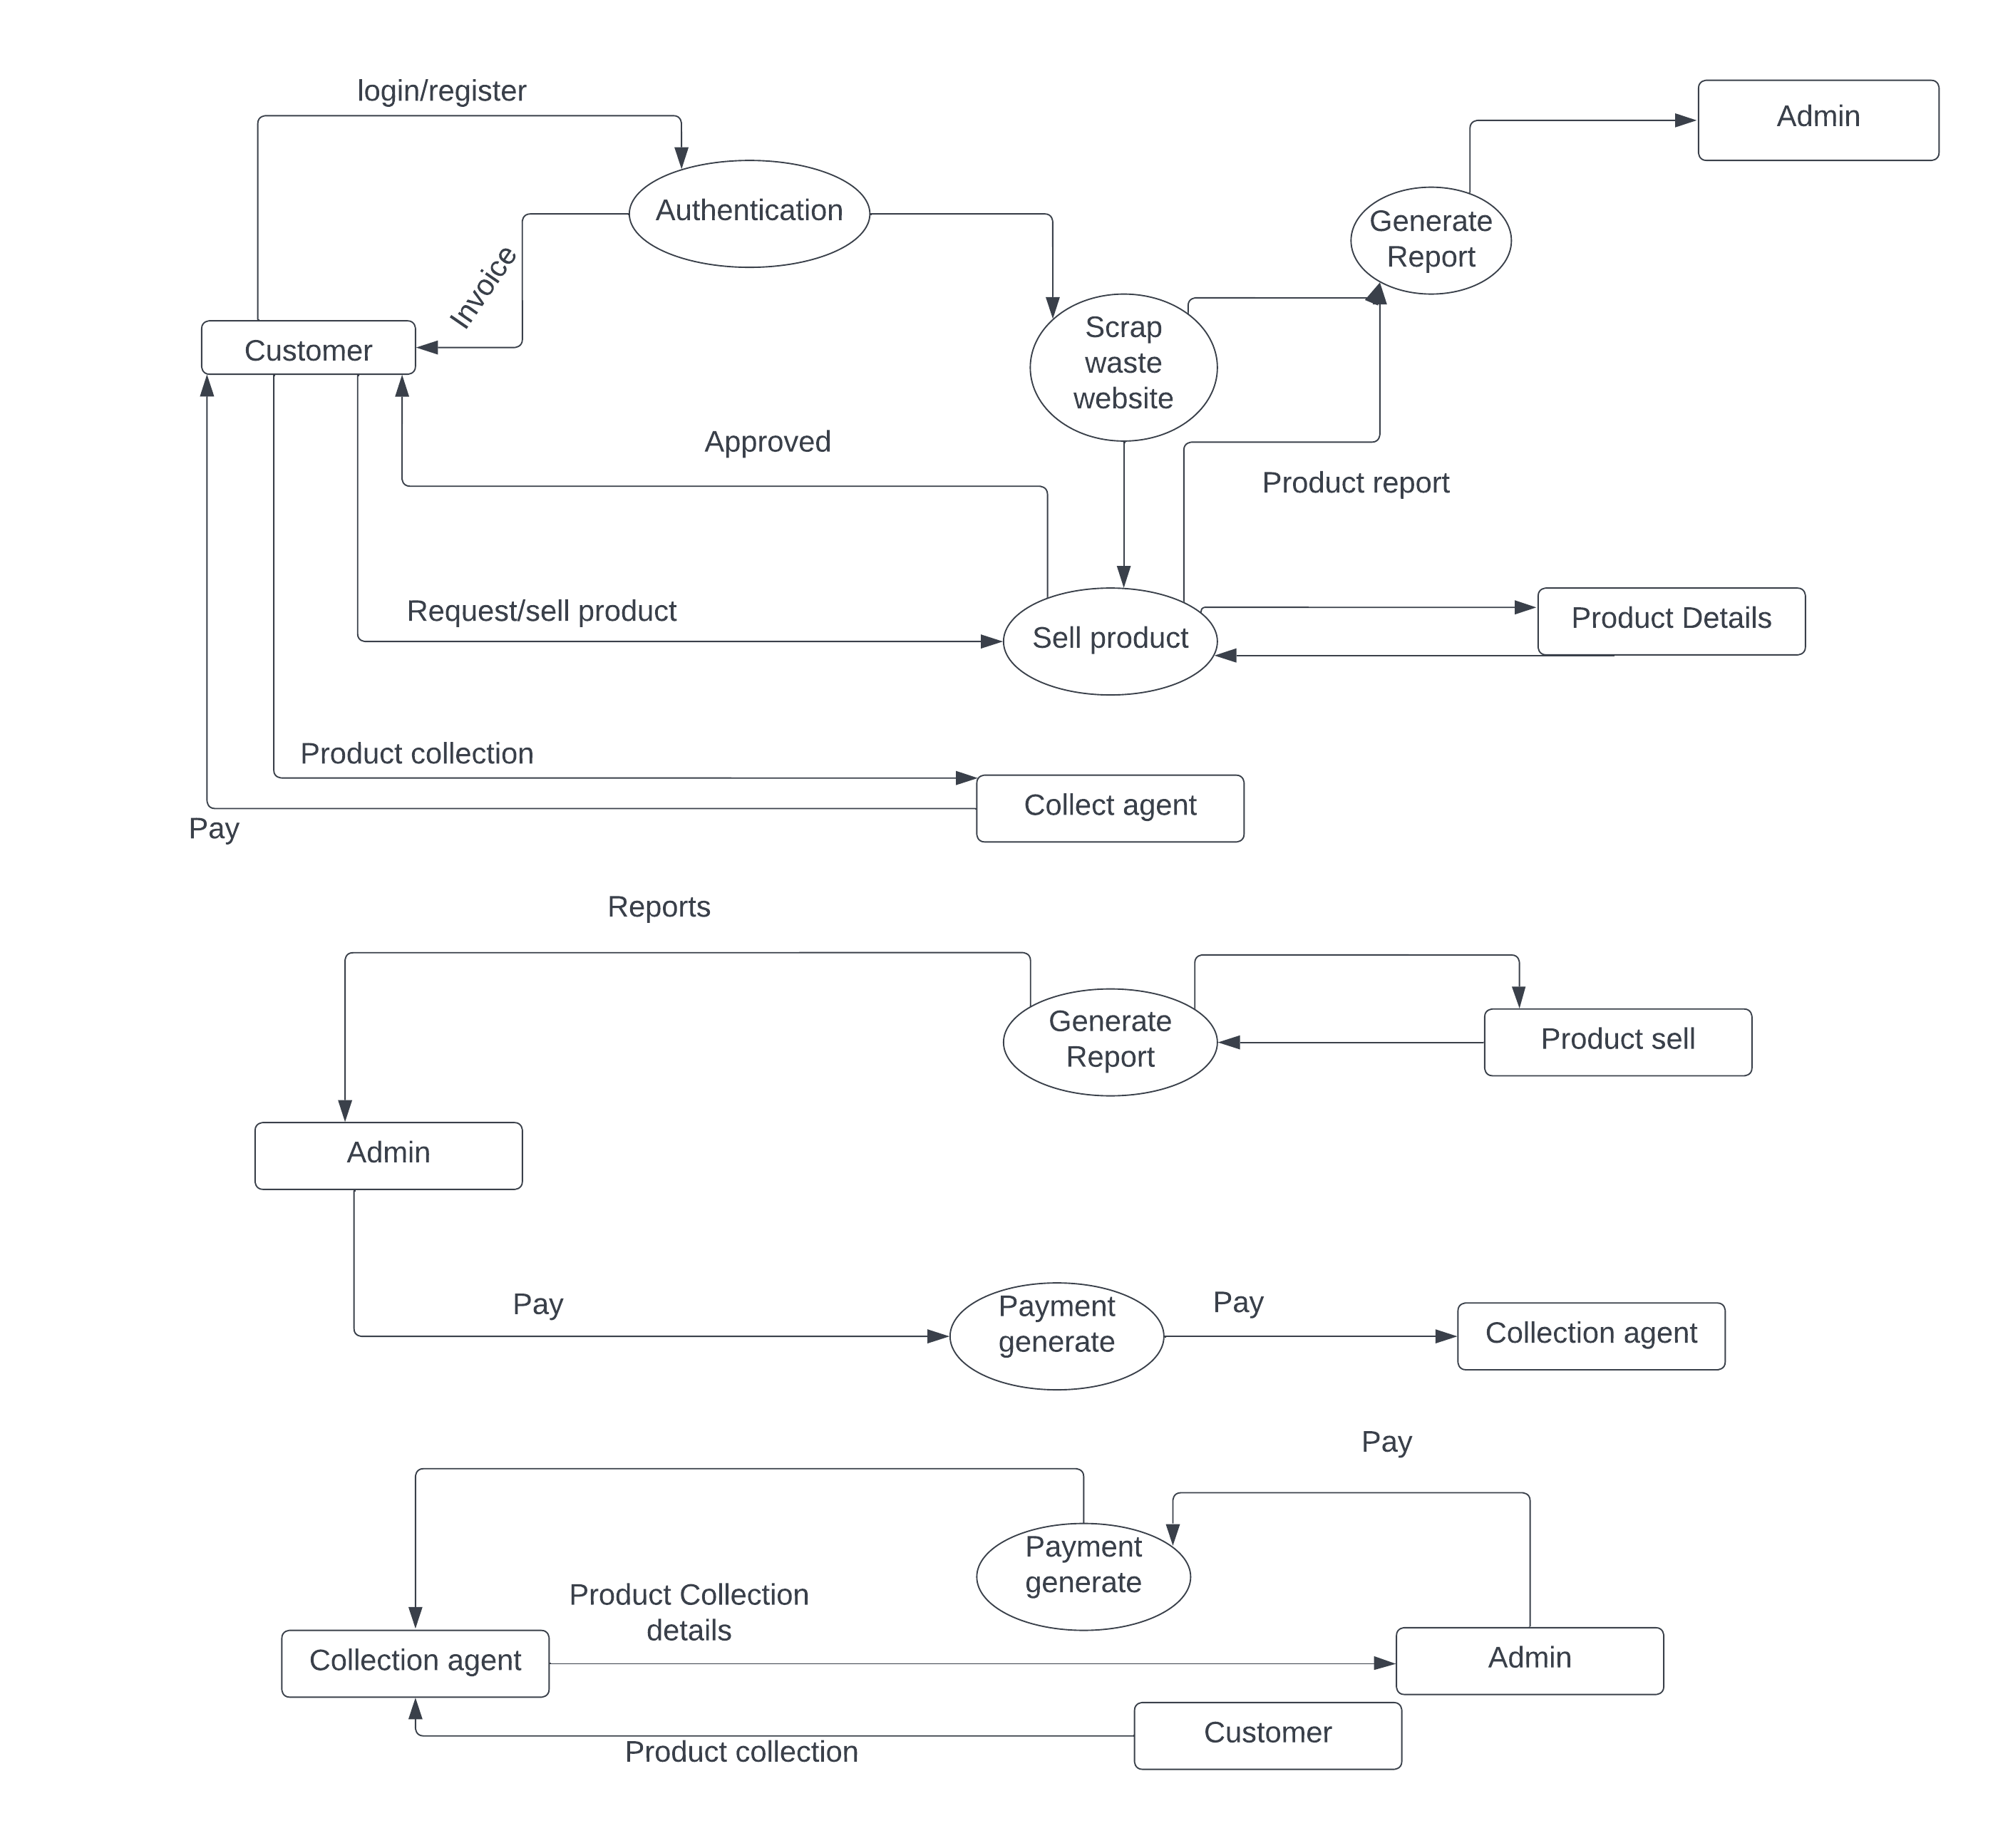 login/register
Admin
Authentication
Generate
Report
Invoice
Scrap
waste
website
Customer
Approved
Product report
Request/sell product
Sell product
Product Details
Product collection
Collect agent
Pay
Reports
Generate
Report
Product sell
Admin
Pay
Payment
generate
Pay
Collection agent
Pay
Payment
generate
Product Collection
details
Collection agent
Admin
Customer
Product collection